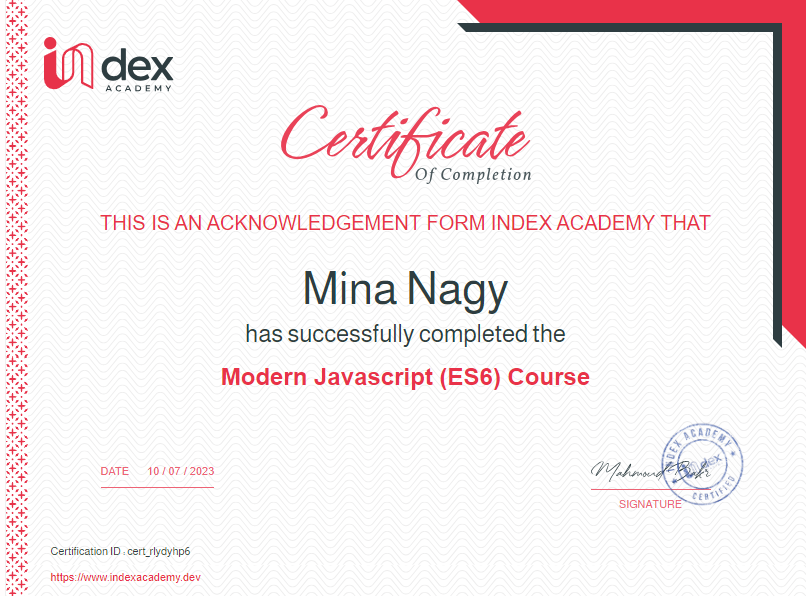 index
ACADEMY
Certificate
Of Completion
THIS IS AN ACKNOWLEDGEMENT FORM INDEX ACADEMY THAT
Mina Nagy
has successfully completed the
Modern Javascript (ES6) Course
DATE 10 / 07 / 2023
Mahmoud Bakr
INDEX ACADEMY
index
CERTIFIED
SIGNATURE
Certification ID : cert_rlydyhp6
https://www.indexacademy.dev